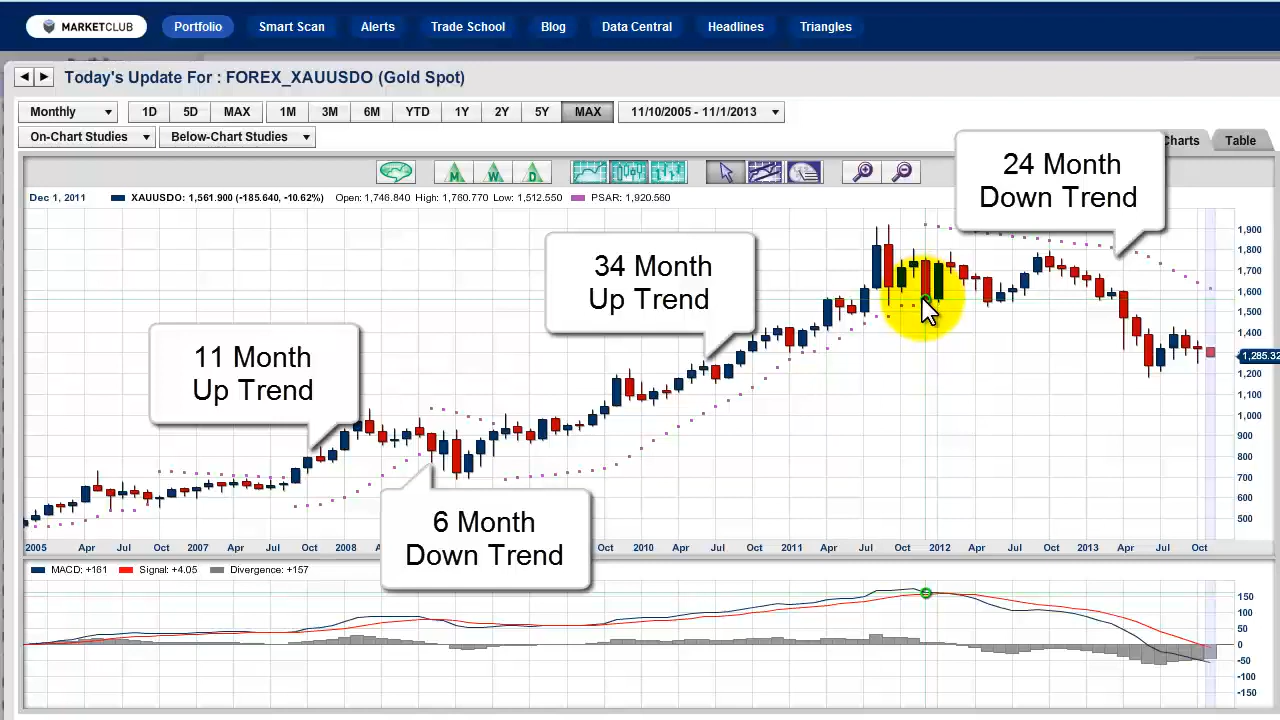 MARKETCLUB Portfolio Smart Scan Alerts Trade School Blog Data Central Headlines Triangles
Today's Update For : FOREX_XAUUSDO (Gold Spot)
Monthly 1D 5D MAX 1M 3M 6M YTD 1Y 2Y 5Y MAX 11/10/2005 - 11/1/2013
On-Chart Studies Below-Chart Studies Charts Table
M W D
Dec 1, 2011 XAUUSDO: 1,561.900 (-185.640, -10.62%) Open: 1,746.840 High: 1,760.770 Low: 1,512.550 PSAR: 1,920.560
24 Month
Down Trend
34 Month
Up Trend
11 Month
Up Trend
6 Month
Down Trend
1,900
1,800
1,700
1,600
1,500
1,400
1,285.32
1,200
1,100
1,000
900
800
700
600
500
2005 Apr Jul Oct 2007 Apr Jul Oct 2008 Oct 2010 Apr Jul Oct 2011 Apr Jul Oct 2012 Apr Jul Oct 2013 Apr Jul Oct
MACD: +161 Signal: +4.05 Divergence: +157
150
100
50
0
-50
-100
-150